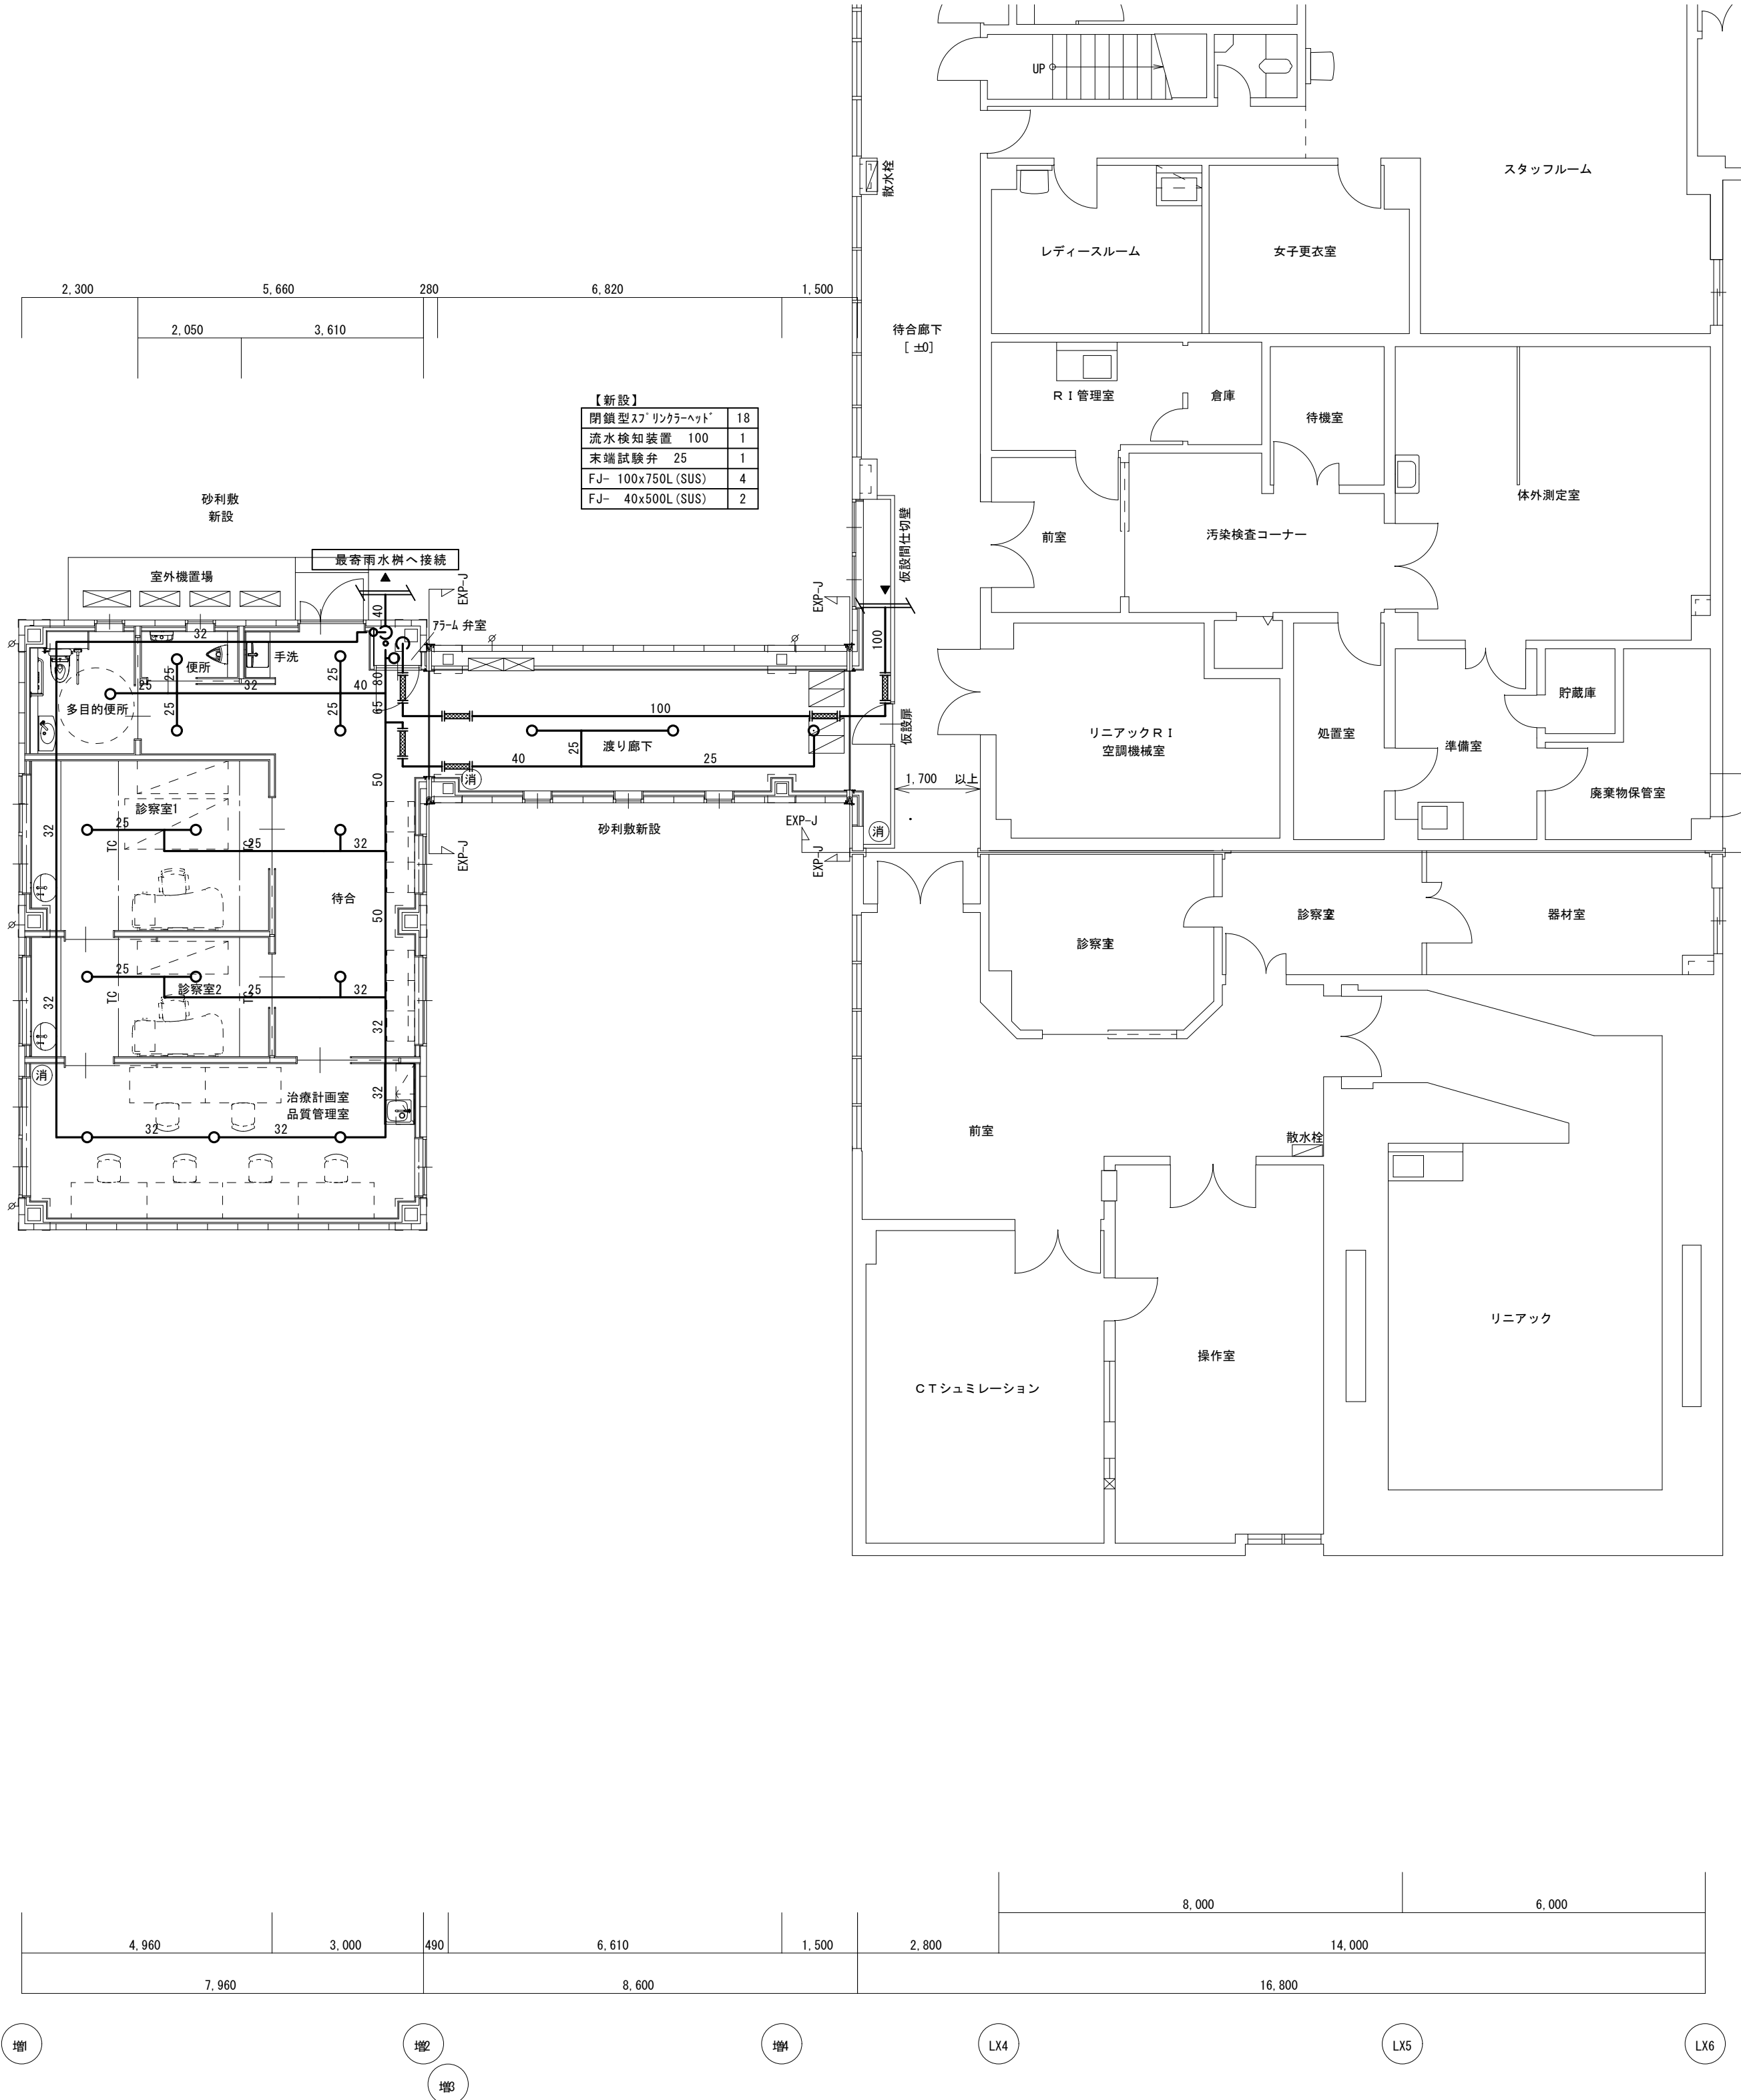 UP
散水栓
スタッフルーム
レディースルーム
女子更衣室
2,300
5,660
280
6,820
1,500
2,050
3,610
待合廊下
[±0]
【新設】
閉鎖型ｽﾌﾟﾘﾝｸﾗｰﾍｯﾄﾞ 18
流水検知装置 100 1
末端試験弁 25 1
FJ- 100x750L(SUS) 4
FJ- 40x500L(SUS) 2
ＲＩ管理室
倉庫
待機室
体外測定室
砂利敷
新設
前室
汚染検査コーナー
仮設間仕切壁
最寄雨水桝へ接続
室外機置場
EXP-J
EXP-J
40
ｱﾗｰﾑ弁室
100
32
便所
手洗
25
25
25
32
40
80
65
多目的便所
25
25
100
渡り廊下
25
40
25
仮設扉
消
1,700 以上
リニアックＲＩ
空調機械室
処置室
準備室
貯蔵庫
廃棄物保管室
50
診察室1
25
32
TC
TC
25
32
砂利敷新設
EXP-J
EXP-J
EXP-J
消
待合
50
診察室
器材室
診察室
25
診察室2
25
32
32
TC
TC
32
消
32
治療計画室
品質管理室
32
32
前室
散水栓
リニアック
操作室
ＣＴシュミレーション
8,000
6,000
4,960
3,000
490
6,610
1,500
2,800
14,000
7,960
8,600
16,800
増1
増2
増4
LX4
LX5
LX6
増3